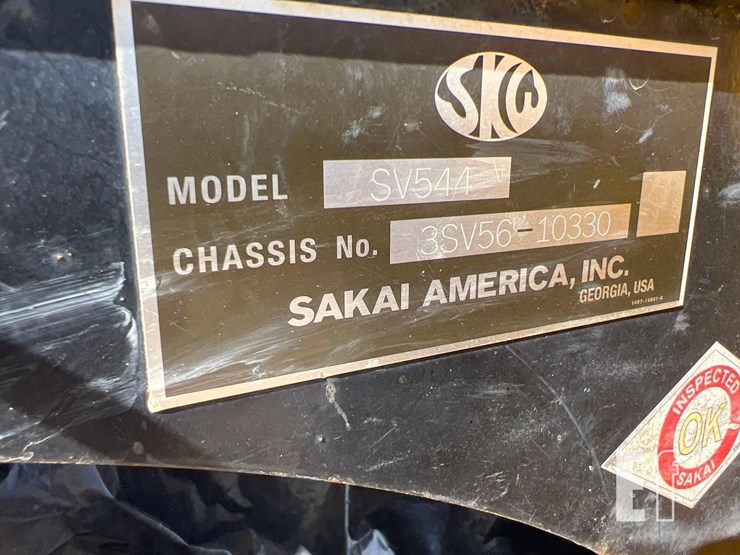 SKW
MODEL SV544
CHASSIS No. 3SV56-10330
SAKAI AMERICA, INC.
GEORGIA, USA
INSPECTED
OK
SAKAI